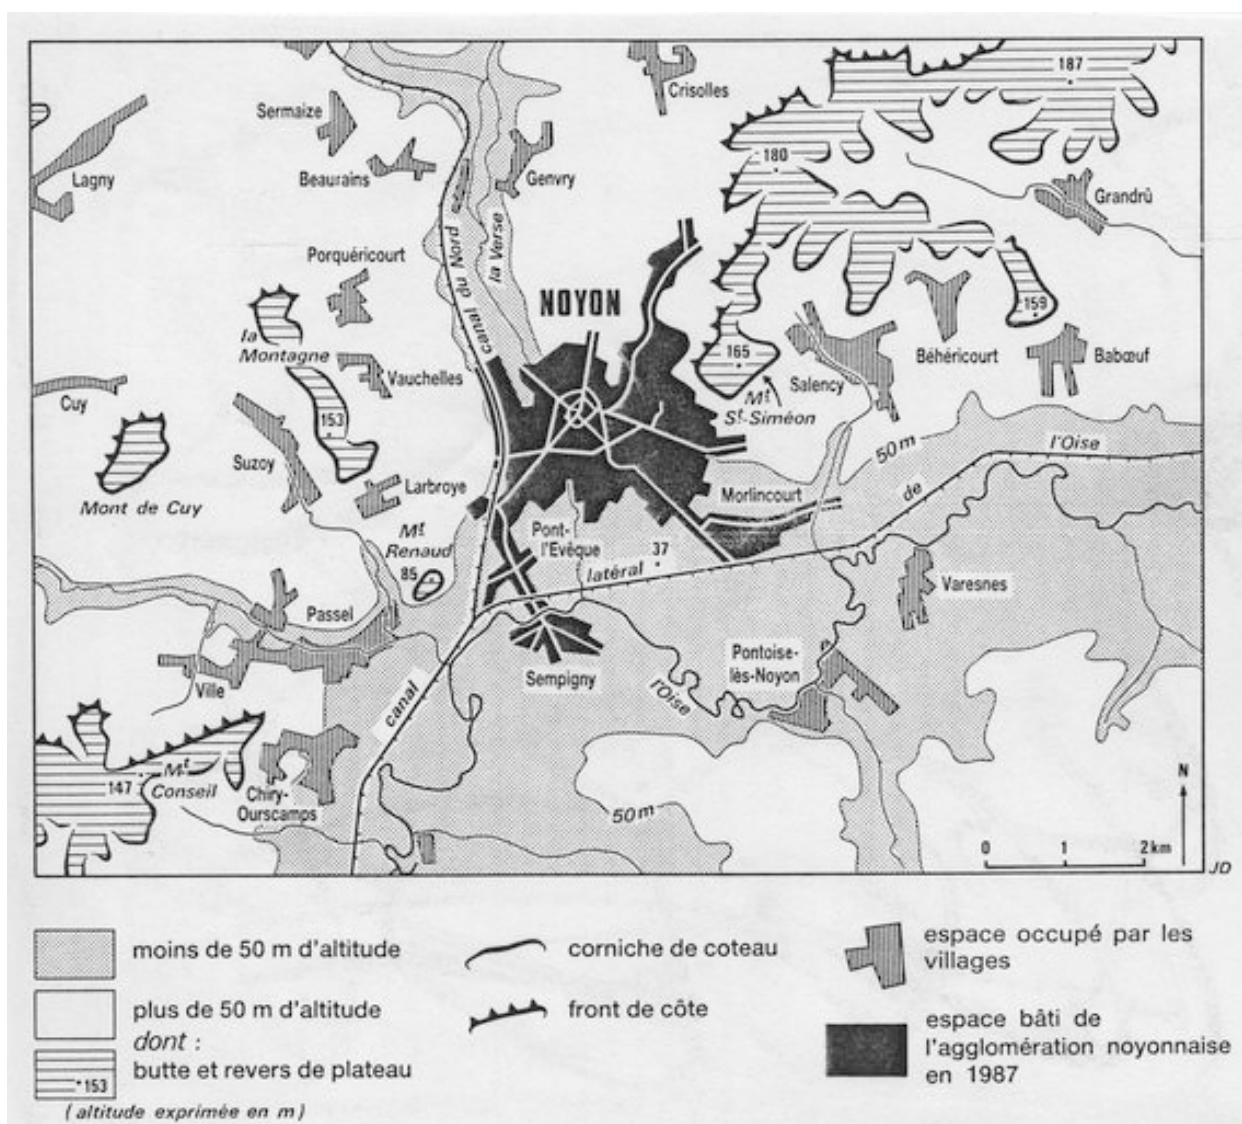 187
Crisolles
Sermaize
180
Beaurains
Genvry
Lagny
Grandrû
la Verse
canal du Nord
Porquéricourt
NOYON
159
la
Montagne
165
Béhéricourt
Babœuf
Vauchelles
Salency
Mt
St-Siméon
Cuy
153
50 m
l'Oise
Suzoy
Larbroye
Morlincourt
de
Mont de Cuy
Mt
Renaud
85
Pont-
l'Evêque
37
latéral
Varesnes
Passel
Pontoise-
lès-Noyon
Sempigny
Ville
l'Oise
canal
Mt
Conseil
147
Chiry-
Ourscamps
50 m
N
0 1 2 km
JD
moins de 50 m d'altitude
plus de 50 m d'altitude
dont :
butte et revers de plateau
153
(altitude exprimée en m)
corniche de coteau
front de côte
espace occupé par les
villages
espace bâti de
l'agglomération noyonnaise
en 1987